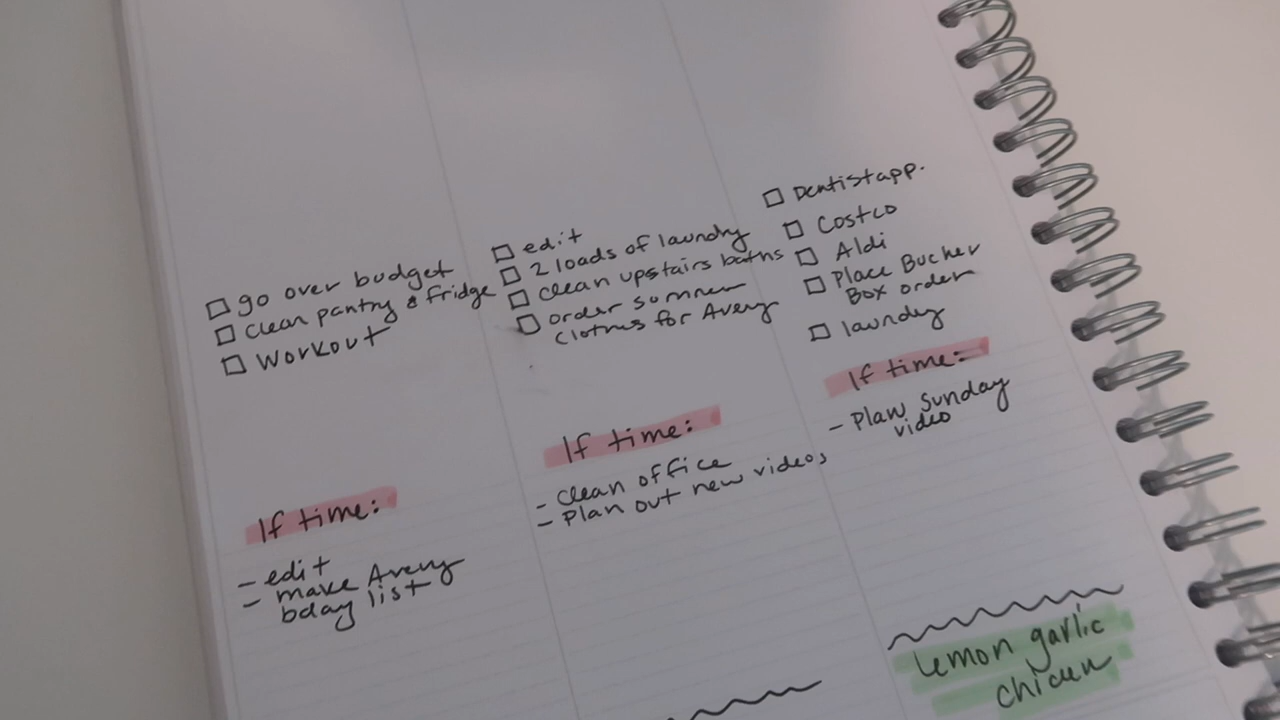 go over budget
Clean pantry & fridge
Workout
If time:
- edit
- make Avery
bday list
edit
2 loads of laundry
clean upstairs baths
order summer
clothes for Avery
If time:
- Clean office
- Plan out new videos
Dentist app.
Costco
Aldi
Place Bucher
Box order
laundry
If time:
- Plan Sunday
video
lemon garlic
chicken